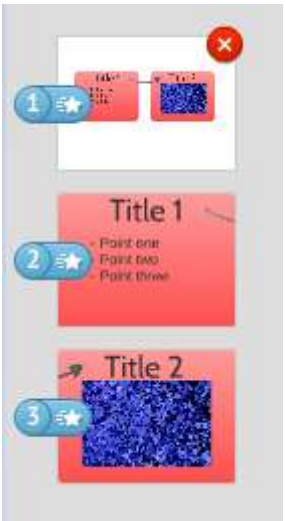 1
2
Title 1
- Point one
- Point two
- Point three
3
Title 2